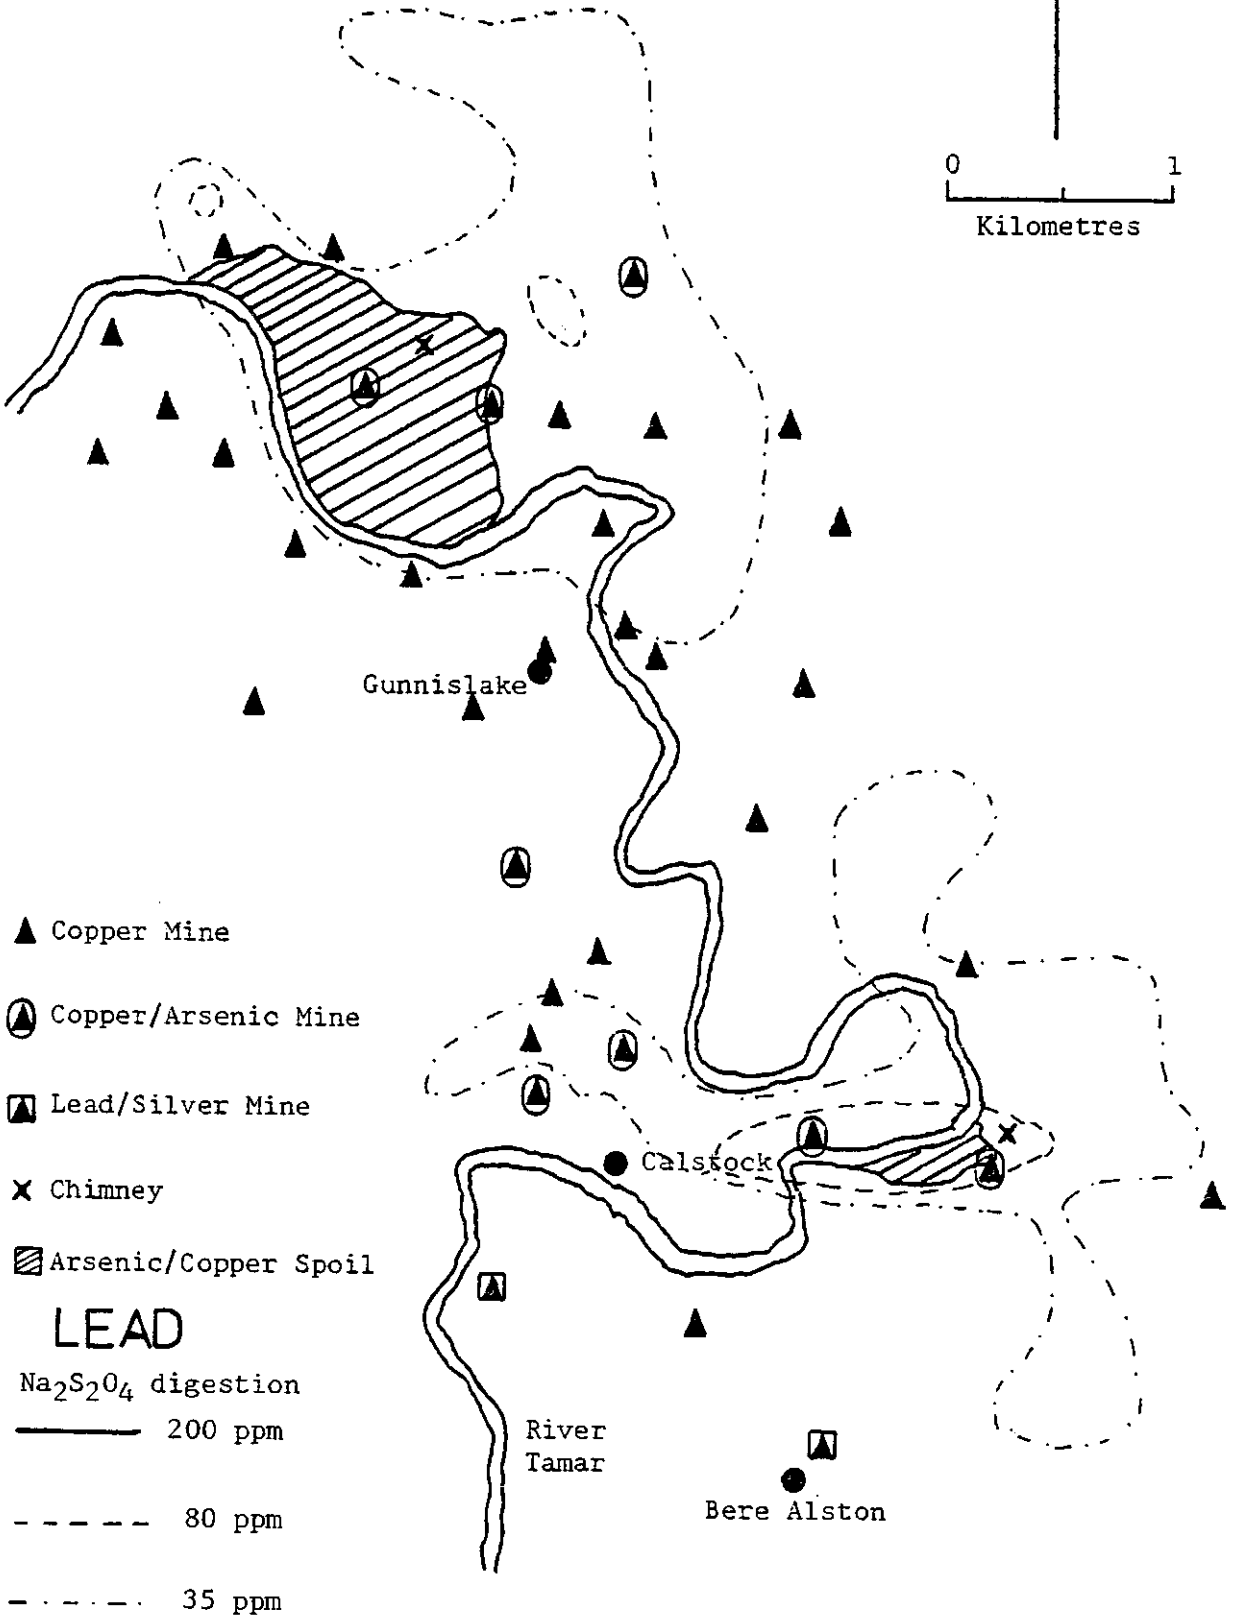 0 1
Kilometres
Gunnislake
Copper Mine
Copper/Arsenic Mine
Lead/Silver Mine
Calstock
Chimney
Arsenic/Copper Spoil
LEAD
Na₂S₂O₄ digestion
200 ppm
River
Tamar
Bere Alston
80 ppm
35 ppm